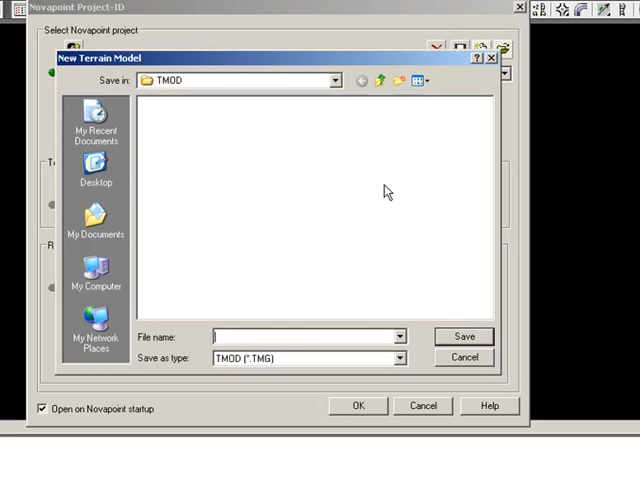 Novapoint Project-ID
Select Novapoint project
New Terrain Model
Save in:
TMOD
My Recent
Documents
Desktop
My Documents
My Computer
My Network
Places
File name:
Save
Save as type:
TMOD (*.TMG)
Cancel
Open on Novapoint startup
OK
Cancel
Help